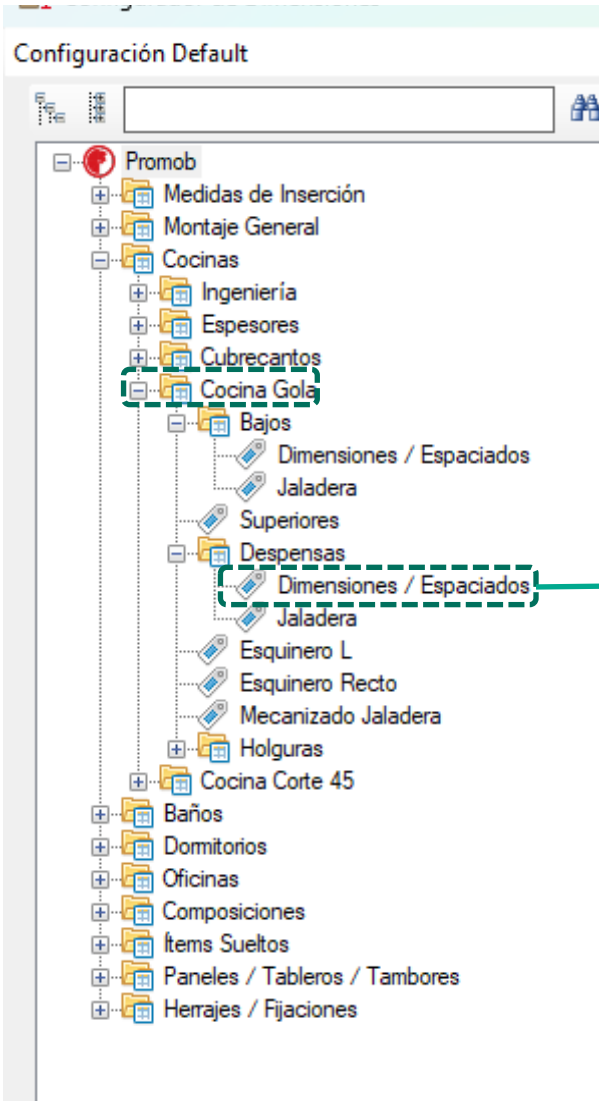 Configuración Default
Promob
Medidas de Inserción
Montaje General
Cocinas
Ingeniería
Espesores
Cubrecantos
Cocina Gola
Bajos
Dimensiones / Espaciados
Jaladera
Superiores
Despensas
Dimensiones / Espaciados
Jaladera
Esquinero L
Esquinero Recto
Mecanizado Jaladera
Holguras
Cocina Corte 45
Baños
Dormitorios
Oficinas
Composiciones
Ítems Sueltos
Paneles / Tableros / Tambores
Herrajes / Fijaciones